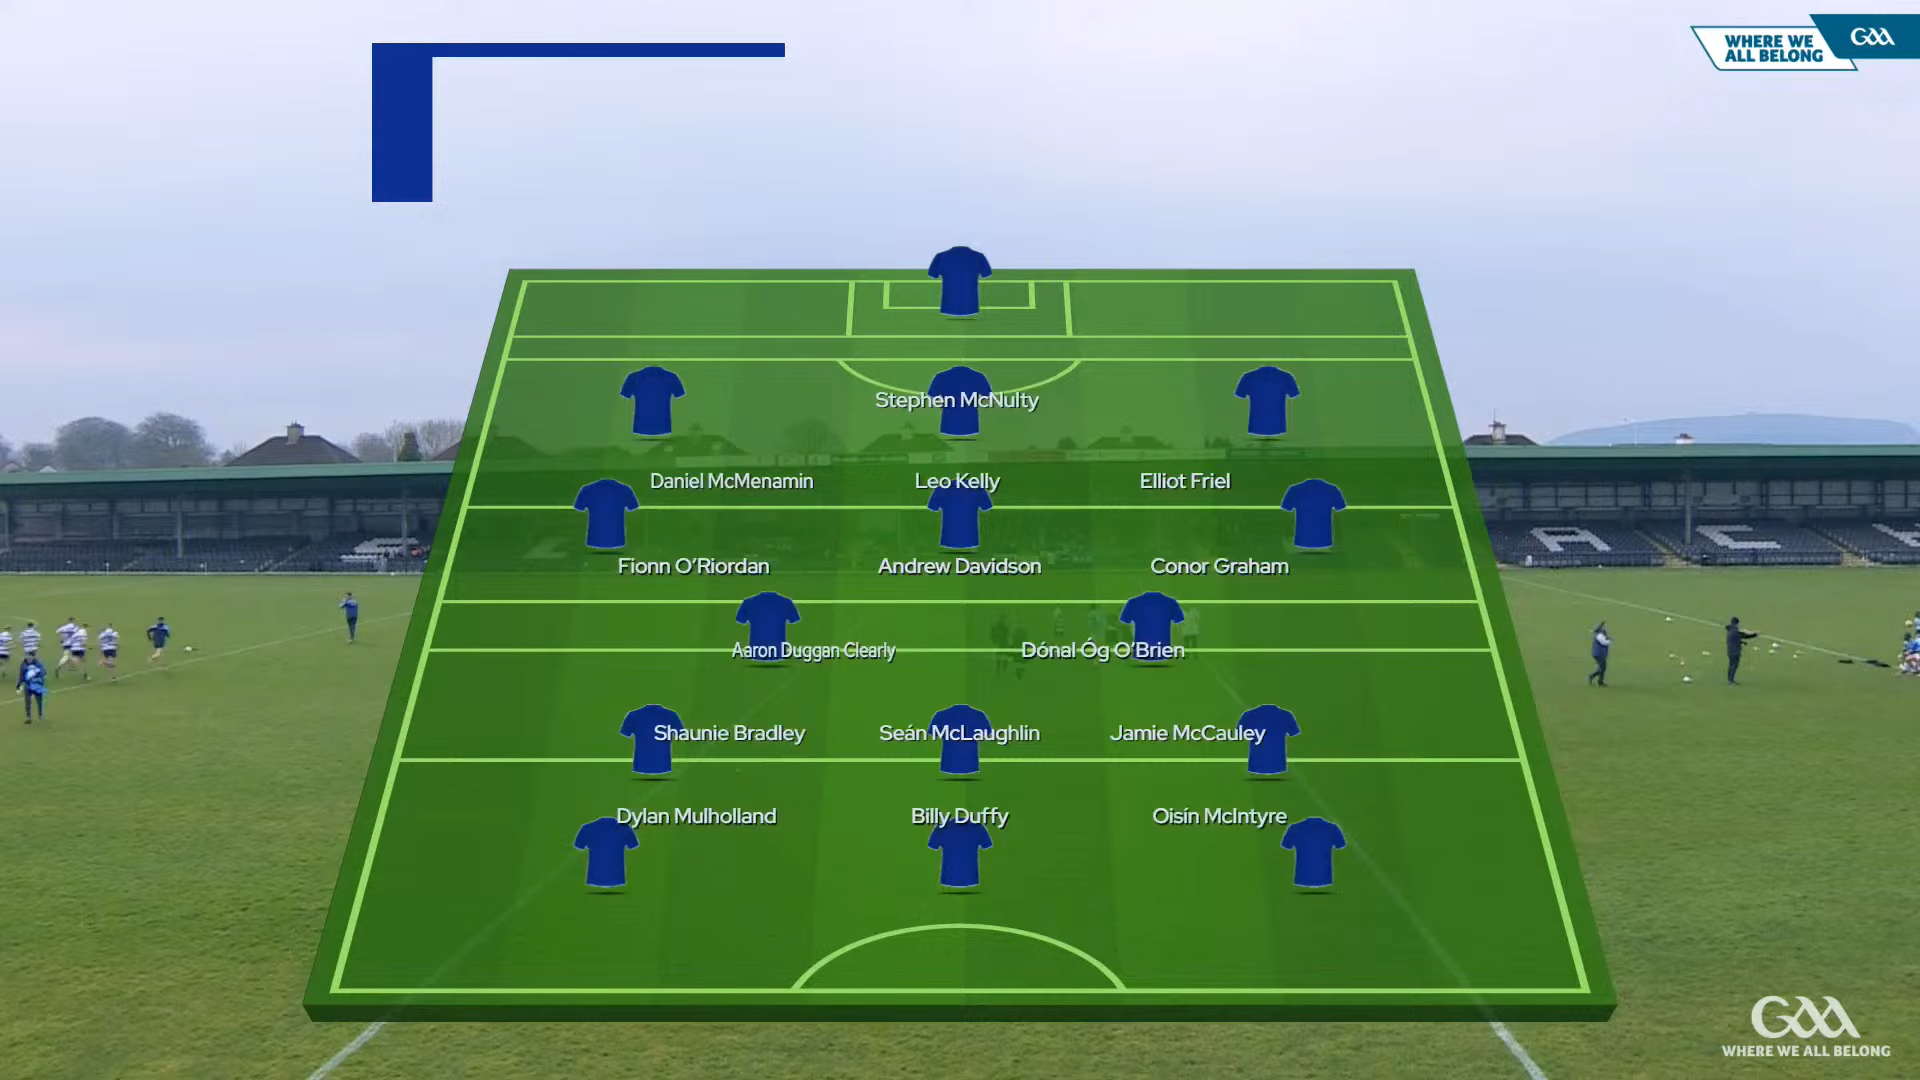 WHERE WE
ALL BELONG
GAA
Stephen McNulty
Daniel McMenamin
Leo Kelly
Elliot Friel
Fionn O'Riordan
Andrew Davidson
Conor Graham
Aaron Duggan Clearly
Dónal Óg O'Brien
Shaunie Bradley
Seán McLaughlin
Jamie McCauley
Dylan Mulholland
Billy Duffy
Oisín McIntyre
A C
GAA
WHERE WE ALL BELONG